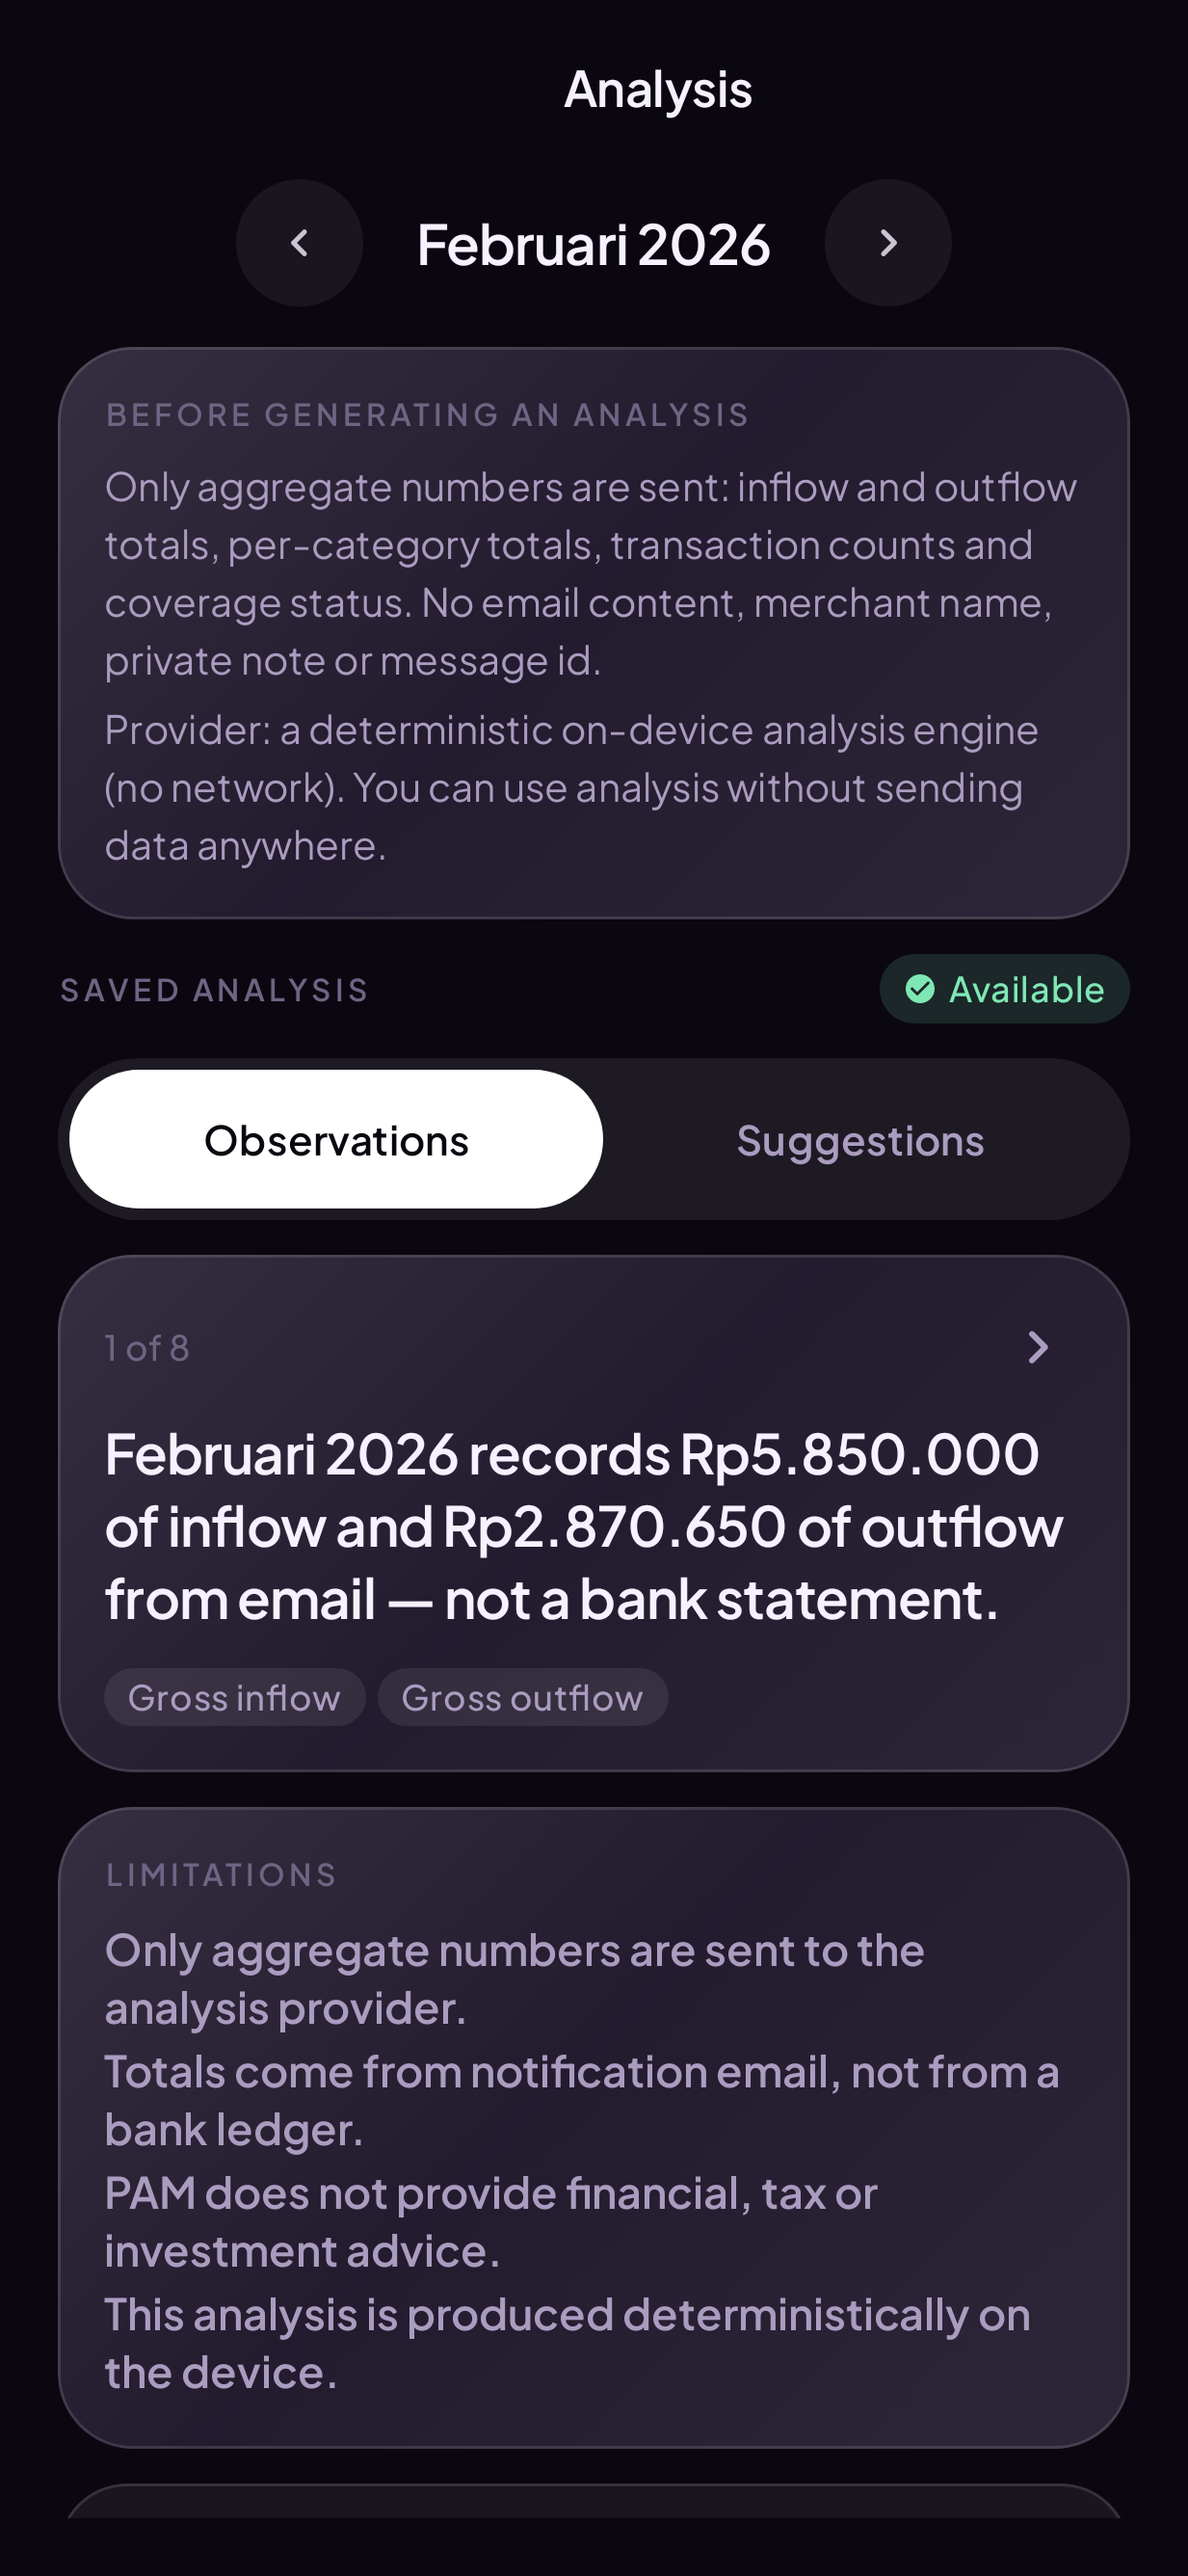 Analysis
Februari 2026
BEFORE GENERATING AN ANALYSIS
Only aggregate numbers are sent: inflow and outflow
totals, per-category totals, transaction counts and
coverage status. No email content, merchant name,
private note or message id.
Provider: a deterministic on-device analysis engine
(no network). You can use analysis without sending
data anywhere.
SAVED ANALYSIS
Available
Observations
Suggestions
1 of 8
Februari 2026 records Rp5.850.000
of inflow and Rp2.870.650 of outflow
from email — not a bank statement.
Gross inflow
Gross outflow
LIMITATIONS
Only aggregate numbers are sent to the
analysis provider.
Totals come from notification email, not from a
bank ledger.
PAM does not provide financial, tax or
investment advice.
This analysis is produced deterministically on
the device.